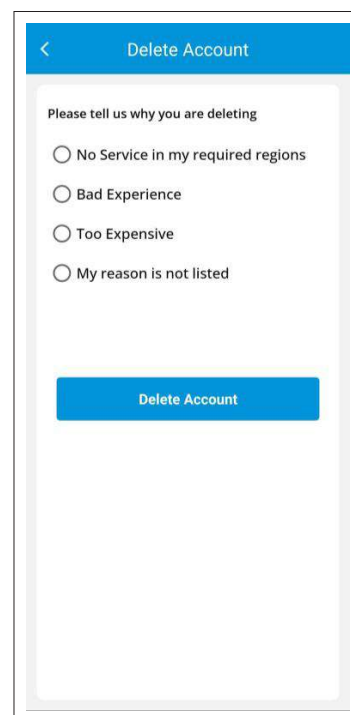 Delete Account
Please tell us why you are deleting
No Service in my required regions
Bad Experience
Too Expensive
My reason is not listed
Delete Account